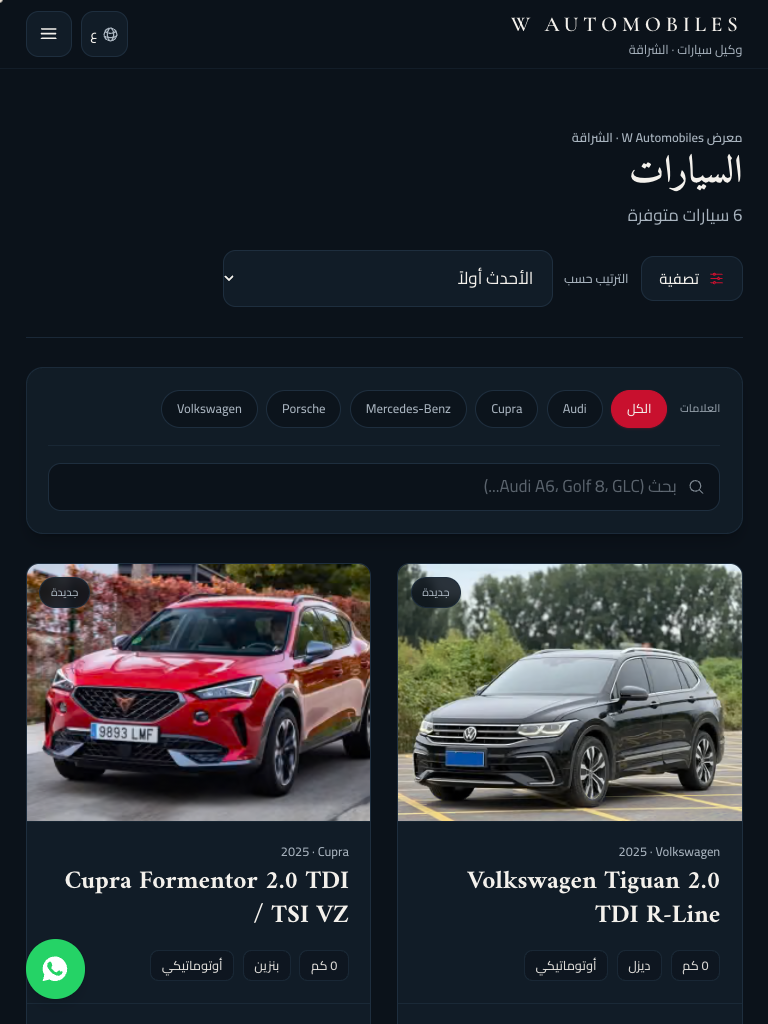 W AUTOMOBILES
وكيل سيارات · الشراقة
ع
معرض W Automobiles · الشراقة
السيارات
6 سيارات متوفرة
تصفية
الترتيب حسب
الأحدث أولاً
العلامات
الكل
Audi
Cupra
Mercedes-Benz
Porsche
Volkswagen
بحث (Audi A6، Golf 8، GLC...)
جديدة
2025 · Volkswagen
Volkswagen Tiguan 2.0
TDI R-Line
0 كم
ديزل
أوتوماتيكي
جديدة
9893 LMF
2025 · Cupra
Cupra Formentor 2.0 TDI
/ TSI VZ
0 كم
بنزين
أوتوماتيكي